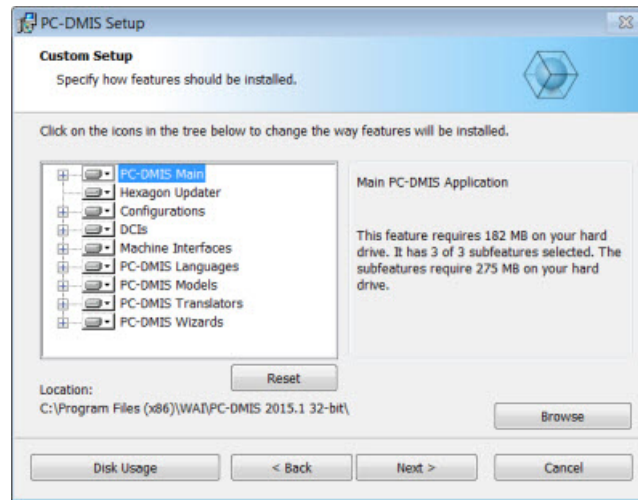 PC-DMIS Setup
Custom Setup
Specify how features should be installed.
Click on the icons in the tree below to change the way features will be installed.
PC-DMIS Main
Hexagon Updater
Configurations
DCIs
Machine Interfaces
PC-DMIS Languages
PC-DMIS Models
PC-DMIS Translators
PC-DMIS Wizards
Main PC-DMIS Application
This feature requires 182 MB on your hard
drive. It has 3 of 3 subfeatures selected. The
subfeatures require 275 MB on your hard
drive.
Reset
Location:
C:\Program Files (x86)\WAI\PC-DMIS 2015.1 32-bit\
Browse
Disk Usage
< Back
Next >
Cancel